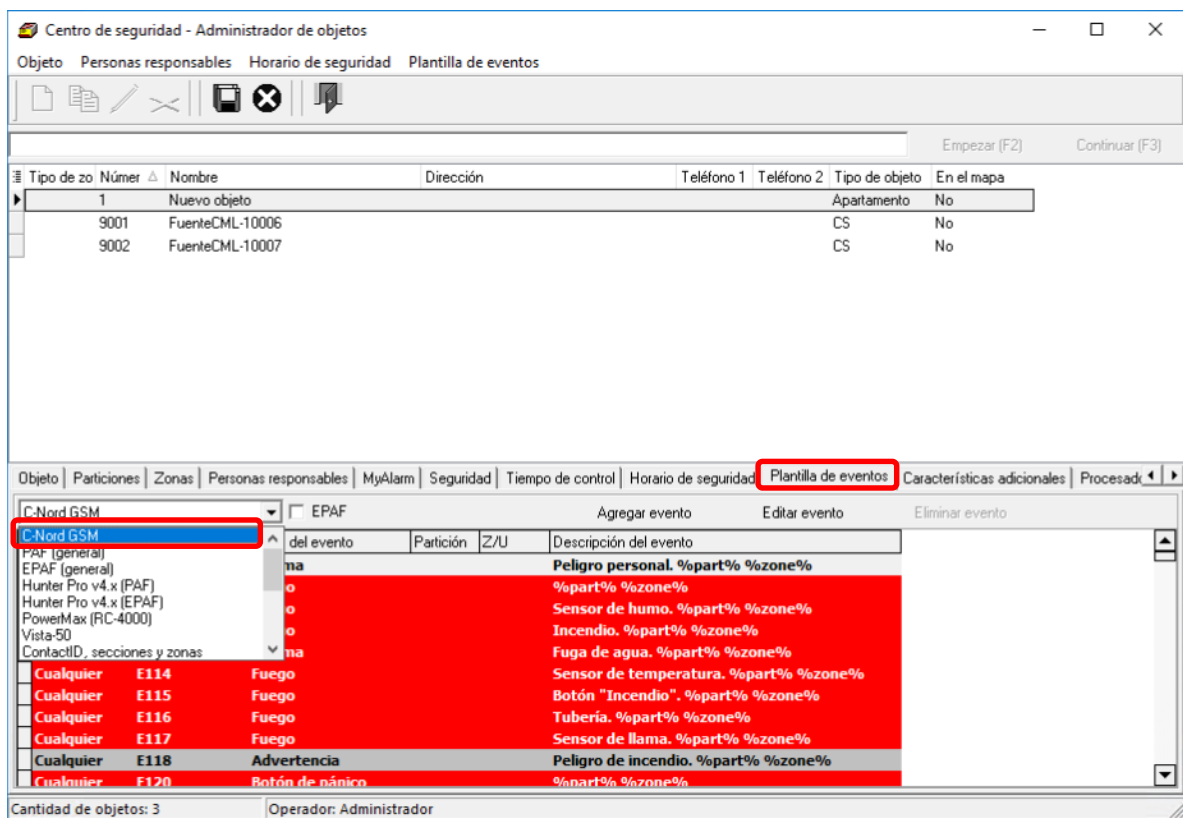 Centro de seguridad - Administrador de objetos
Objeto Personas responsables Horario de seguridad Plantilla de eventos
Empezar (F2) Continuar (F3)
Tipo de zo Númer Nombre Dirección Teléfono 1 Teléfono 2 Tipo de objeto En el mapa
1 Nuevo objeto Apartamento No
9001 FuenteCML-10006 CS No
9002 FuenteCML-10007 CS No
Objeto Particiones Zonas Personas responsables MyAlarm Seguridad Tiempo de control Horario de seguridad Plantilla de eventos Características adicionales Procesad
C-Nord GSM EPAF Agregar evento Editar evento Eliminar evento
C-Nord GSM del evento Partición Z/U Descripción del evento
PAF (general) ma Peligro personal. %part% %zone%
EPAF (general)
Hunter Pro v4.x (PAF) o %part% %zone%
Hunter Pro v4.x (EPAF) o Sensor de humo. %part% %zone%
PowerMax (RC-4000)
Vista-50 o Incendio. %part% %zone%
ContactID, secciones y zonas ma Fuga de agua. %part% %zone%
Cualquier E114 Fuego Sensor de temperatura. %part% %zone%
Cualquier E115 Fuego Botón "Incendio". %part% %zone%
Cualquier E116 Fuego Tubería. %part% %zone%
Cualquier E117 Fuego Sensor de llama. %part% %zone%
Cualquier E118 Advertencia Peligro de incendio. %part% %zone%
Cualquier E120 Botón de pánico %part% %zone%
Cantidad de objetos: 3 Operador: Administrador